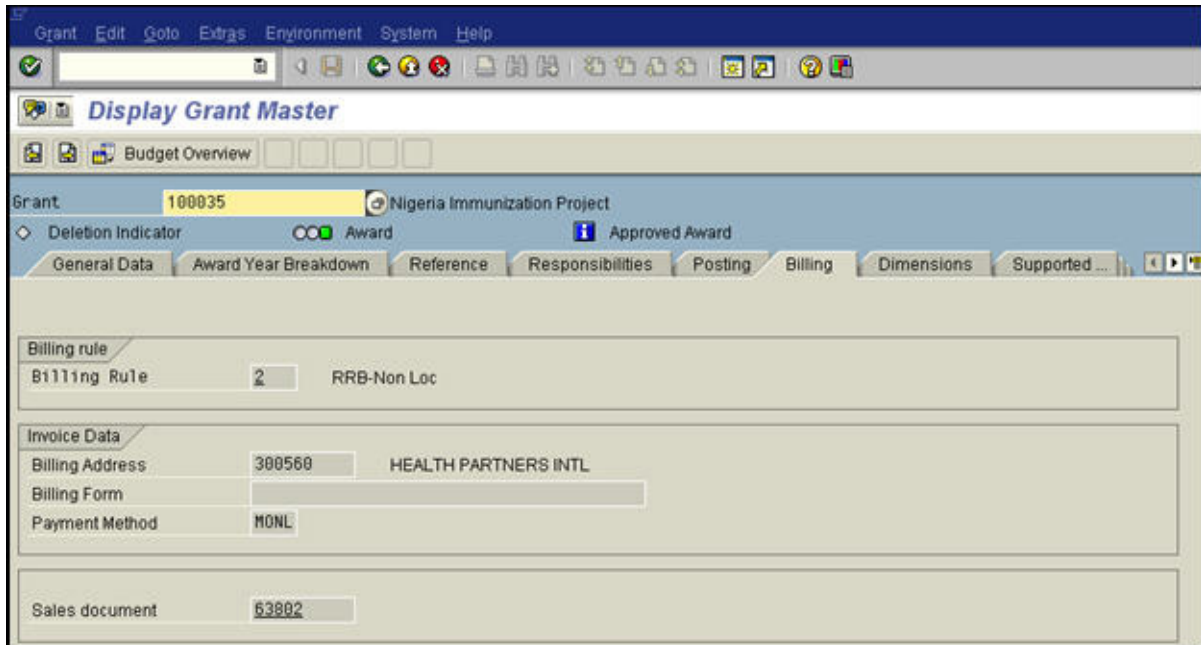 Grant Edit Goto Extras Environment System Help
Display Grant Master
Budget Overview
Grant 100035 Nigeria Immunization Project
Deletion Indicator Award Approved Award
General Data Award Year Breakdown Reference Responsibilities Posting Billing Dimensions Supported ...
Billing rule
Billing Rule 2 RRB-Non Loc
Invoice Data
Billing Address 300560 HEALTH PARTNERS INTL
Billing Form
Payment Method MONL
Sales document 63802